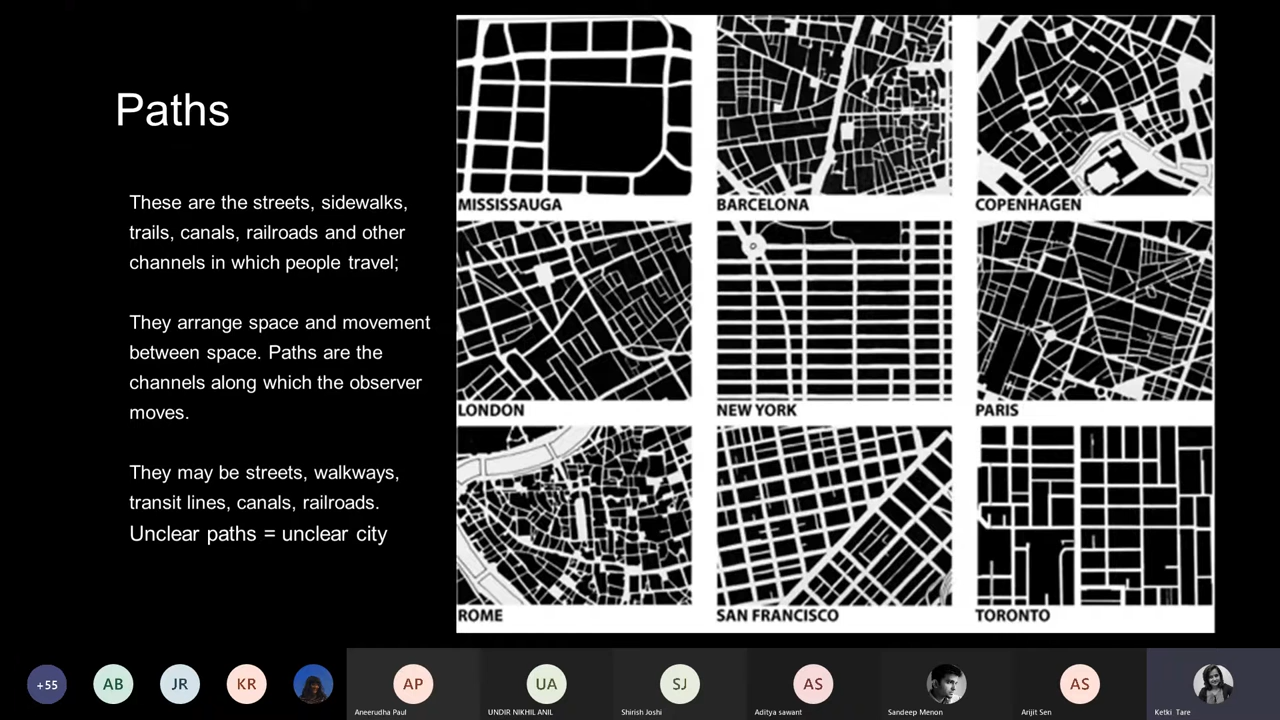 Paths
These are the streets, sidewalks,
trails, canals, railroads and other
channels in which people travel;
They arrange space and movement
between space. Paths are the
channels along which the observer
moves.
They may be streets, walkways,
transit lines, canals, railroads.
Unclear paths = unclear city
MISSISSAUGA
BARCELONA
COPENHAGEN
LONDON
NEW YORK
PARIS
ROME
SAN FRANCISCO
TORONTO
+55
AB
JR
KR
AP
UA
SJ
AS
AS
Aneerudha Paul
UNDIR NIKHIL ANIL
Shirish Joshi
Aditya sawant
Sandeep Menon
Arijit Sen
Ketki Tare